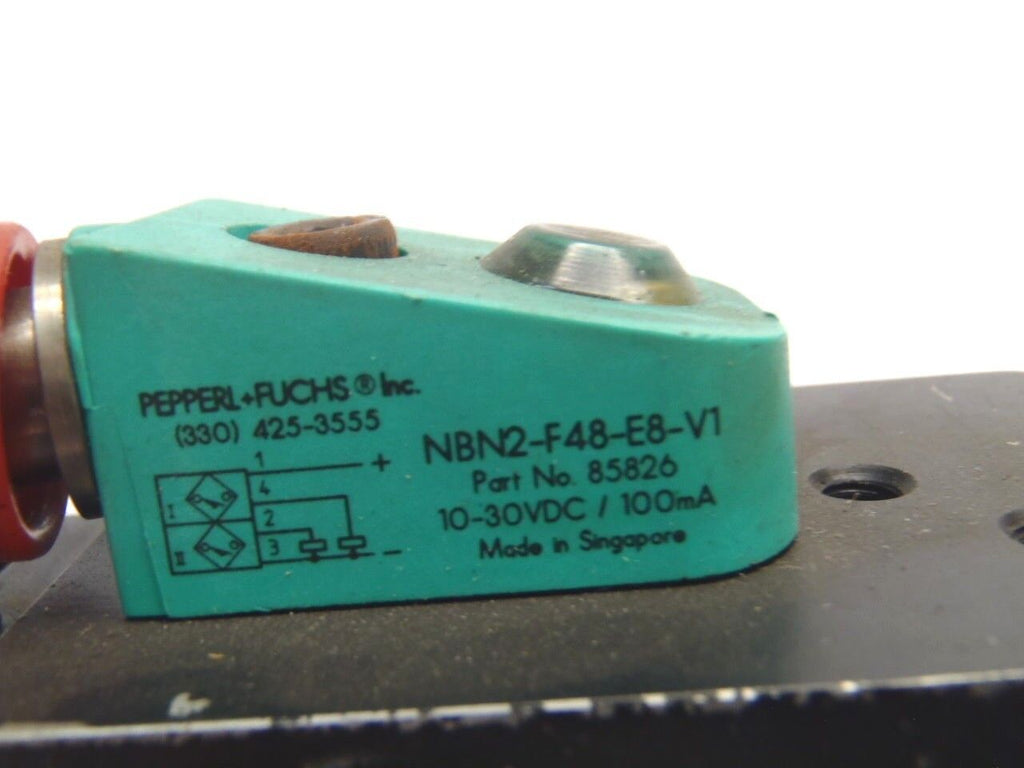 PEPPERL+FUCHS ® Inc.
(330) 425-3555
NBN2-F48-E8-V1
Part No. 85826
10-30VDC / 100mA
Made in Singapore
1 +
4
I
2
II
3 -